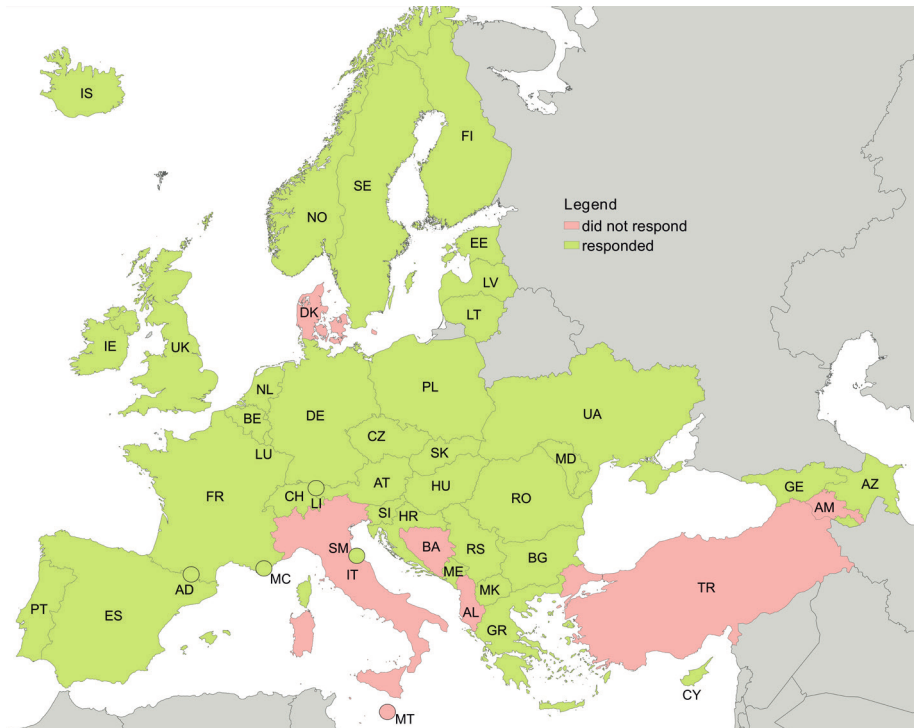 IS
FI
SE
NO
Legend
did not respond
responded
EE
LV
DK
LT
IE
UK
NL
PL
BE
DE
UA
CZ
LU
SK
MD
AT
HU
GE
AZ
FR
CH
LI
RO
AM
SI
HR
BA
RS
SM
BG
IT
ME
MC
TR
AD
MK
PT
ES
AL
GR
CY
MT